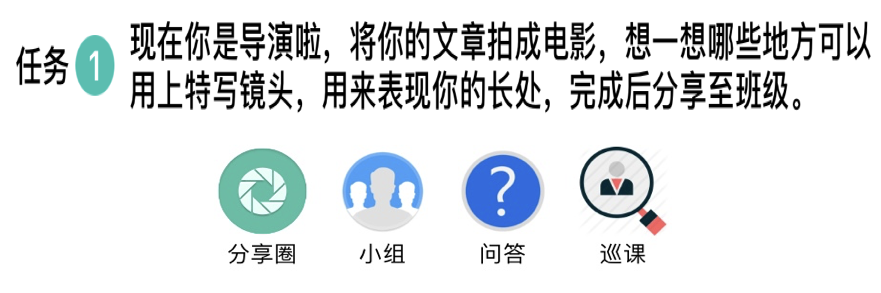 任务 1 现在你是导演啦，将你的文章拍成电影，想一想哪些地方可以
用上特写镜头，用来表现你的长处，完成后分享至班级。
?
分享圈 小组 问答 巡课